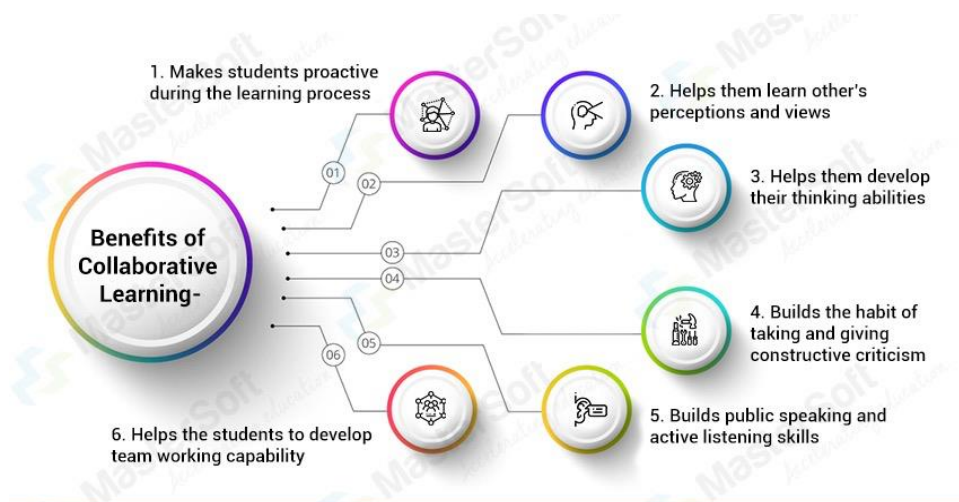 1. Makes students proactive
during the learning process
2. Helps them learn other's
perceptions and views
3. Helps them develop
their thinking abilities
Benefits of
Collaborative
Learning-
4. Builds the habit of
taking and giving
constructive criticism
5. Builds public speaking and
active listening skills
6. Helps the students to develop
team working capability
01
02
03
04
05
06
MasterSoft
accelerating education